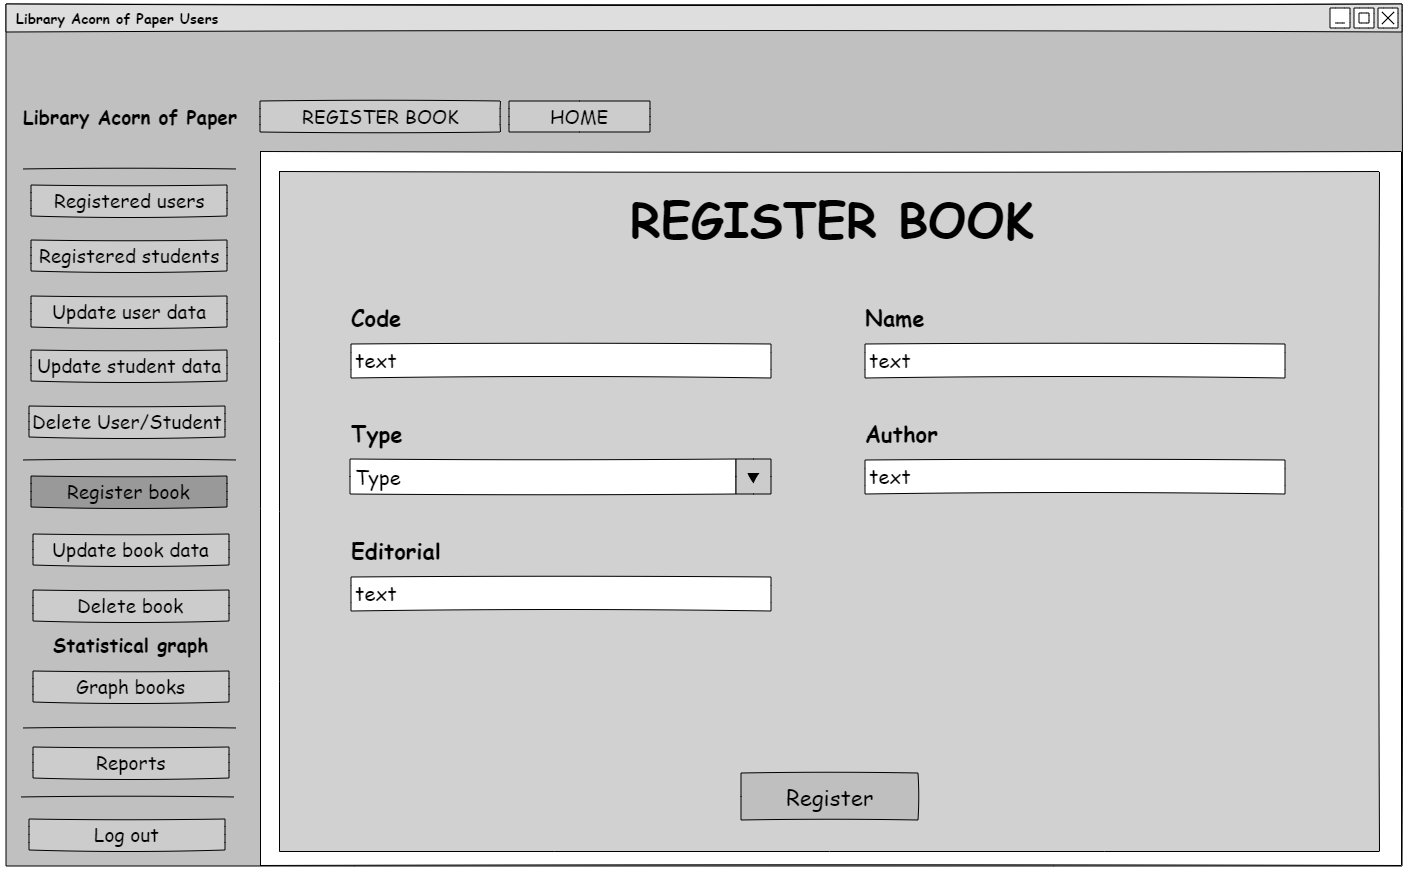 Library Acorn of Paper Users
Library Acorn of Paper
REGISTER BOOK
HOME
Registered users
Registered students
Update user data
Update student data
Delete User/Student
Register book
Update book data
Delete book
Statistical graph
Graph books
Reports
Log out
REGISTER BOOK
Code
Name
text
text
Type
Author
Type
text
Editorial
text
Register